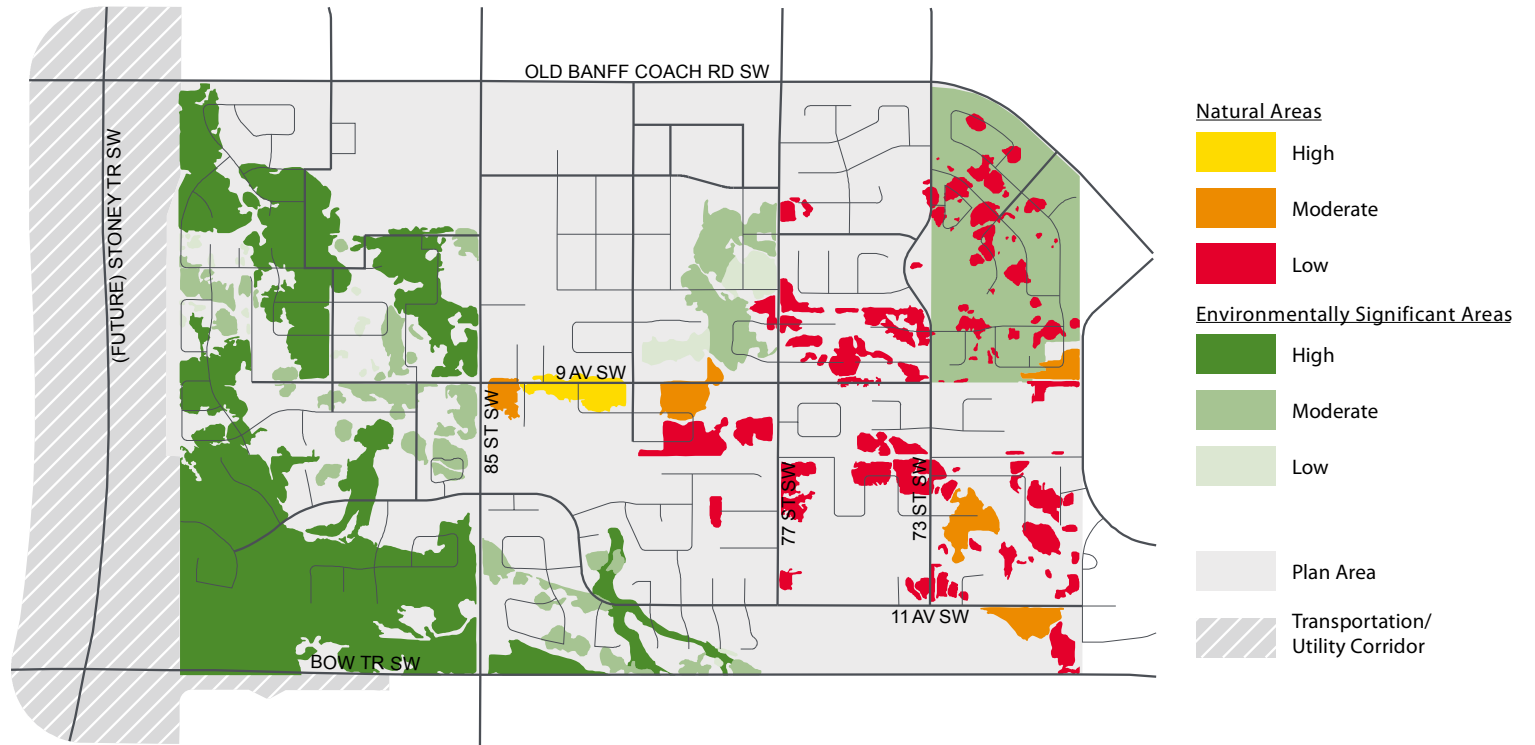 OLD BANFF COACH RD SW
(FUTURE) STONEY TR SW
9 AV SW
85 ST SW
77 ST SW
73 ST SW
11 AV SW
BOW TR SW
Natural Areas
High
Moderate
Low
Environmentally Significant Areas
High
Moderate
Low
Plan Area
Transportation/
Utility Corridor